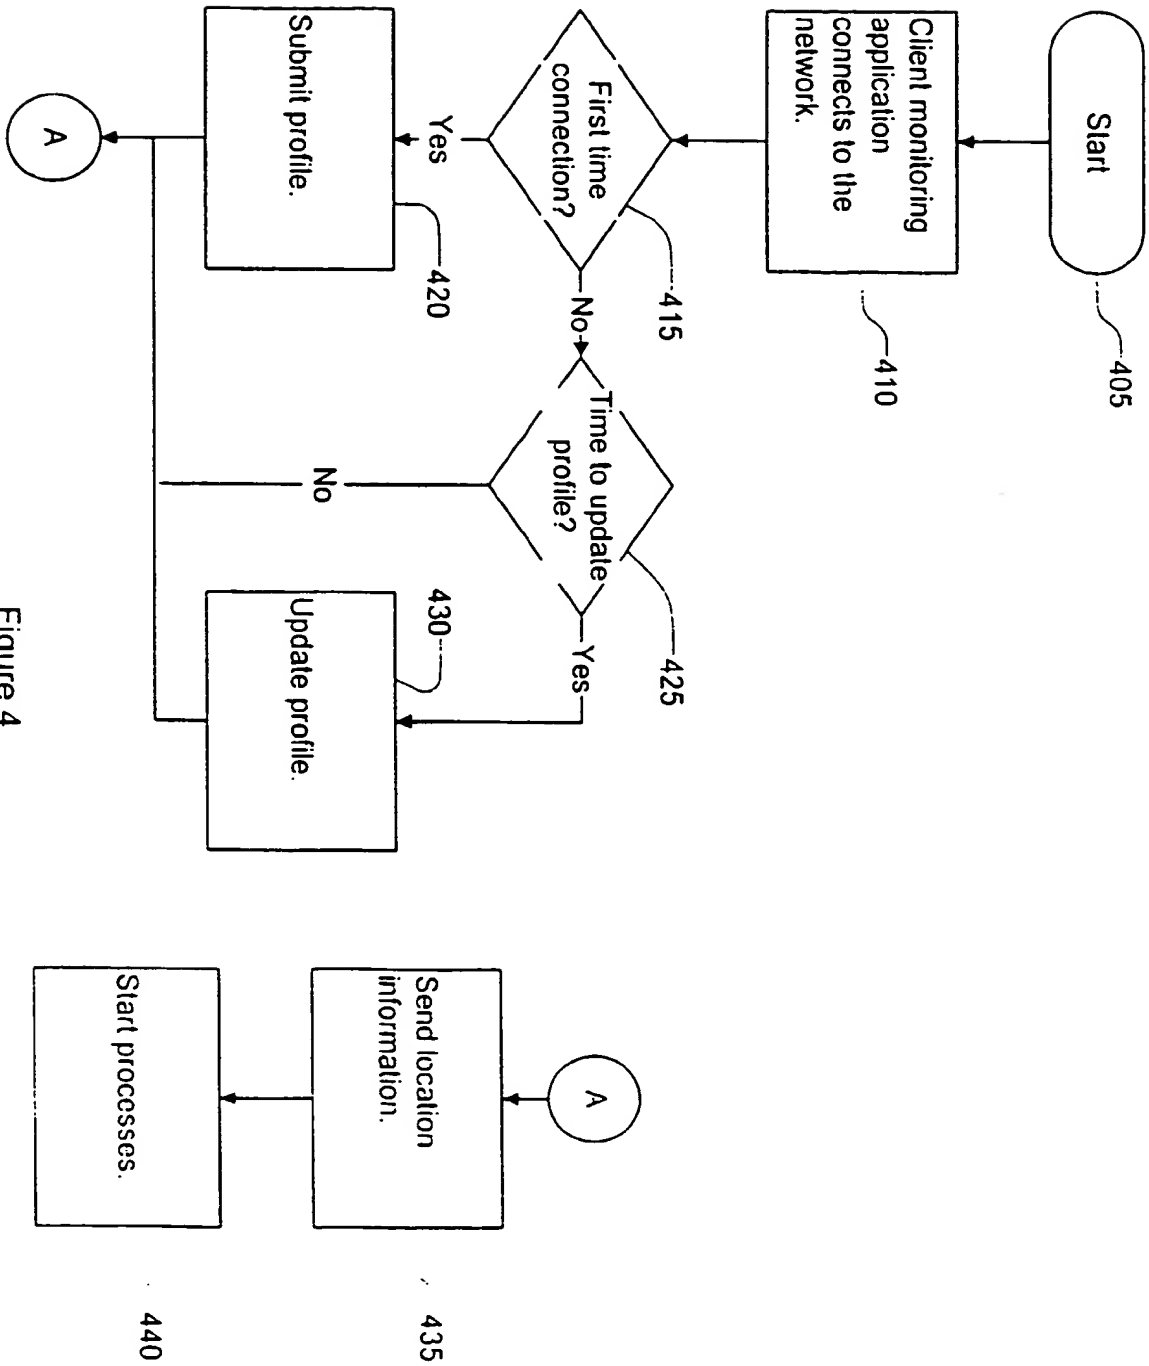 Start
405
Client monitoring
application
connects to the
network.
410
First time
connection?
415
No
Time to update
profile?
425
Yes
Yes
No
Submit profile.
420
Update profile.
430
A
A
Send location
information.
435
Start processes.
440
Figure 4